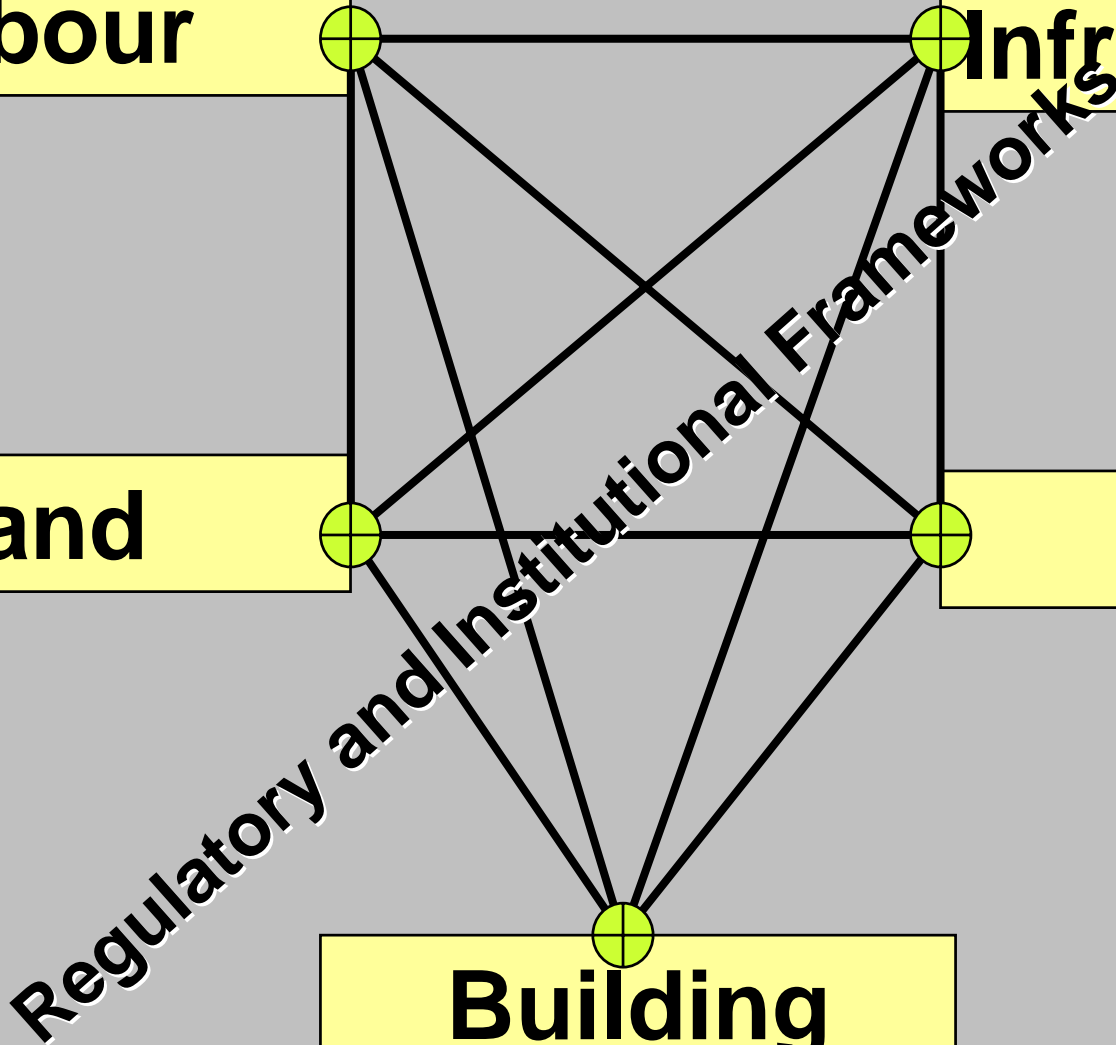 bour
Infr
Regulatory and Institutional Frameworks
and
Building